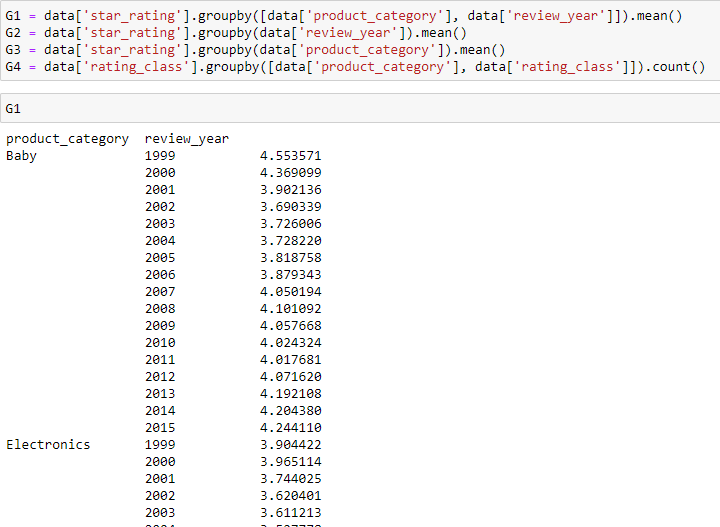 G1 = data['star_rating'].groupby([data['product_category'], data['review_year']]).mean()
G2 = data['star_rating'].groupby(data['review_year']).mean()
G3 = data['star_rating'].groupby(data['product_category']).mean()
G4 = data['rating_class'].groupby([data['product_category'], data['rating_class']]).count()
G1
product_category review_year
Baby 1999 4.553571
2000 4.369099
2001 3.902136
2002 3.690339
2003 3.726006
2004 3.728220
2005 3.818758
2006 3.879343
2007 4.050194
2008 4.101092
2009 4.057668
2010 4.024324
2011 4.017681
2012 4.071620
2013 4.192108
2014 4.204380
2015 4.244110
Electronics 1999 3.904422
2000 3.965114
2001 3.744025
2002 3.620401
2003 3.611213